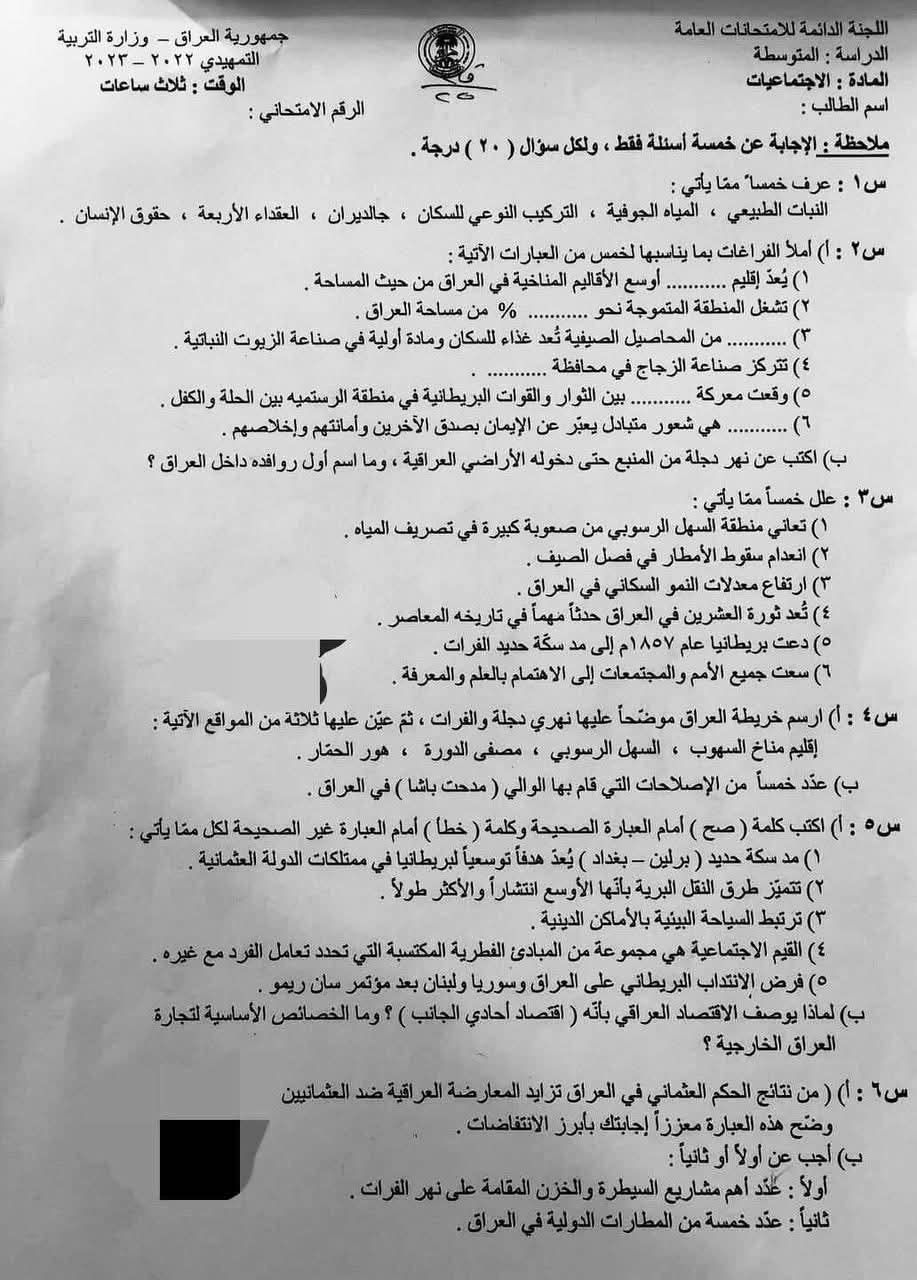 اللجنة الدائمة للامتحانات العامة
الدراسة : المتوسطة
المادة : الاجتماعيات
اسم الطالب :
جمهورية العراق – وزارة التربية
التمهيدي ٢٠٢٢ – ٢٠٢٣
الوقت : ثلاث ساعات
الرقم الامتحاني :
ملاحظة : الإجابة عن خمسة أسئلة فقط ، ولكل سؤال ( ٢٠ ) درجة .
س١ : عرف خمساً ممّا يأتي :
النبات الطبيعي ، المياه الجوفية ، التركيب النوعي للسكان ، جالديران ، العقداء الأربعة ، حقوق الإنسان .
س٢ : أ) أملأ الفراغات بما يناسبها لخمس من العبارات الآتية :
١) يُعدّ إقليم ........... أوسع الأقاليم المناخية في العراق من حيث المساحة .
٢) تشغل المنطقة المتموجة نحو ........... % من مساحة العراق .
٣) ........... من المحاصيل الصيفية تُعد غذاء للسكان ومادة أولية في صناعة الزيوت النباتية .
٤) تتركز صناعة الزجاج في محافظة ........... .
٥) وقعت معركة ........... بين الثوار والقوات البريطانية في منطقة الرستميه بين الحلة والكفل .
٦) ........... هي شعور متبادل يعبّر عن الإيمان بصدق الآخرين وأمانتهم وإخلاصهم .
ب) اكتب عن نهر دجلة من المنبع حتى دخوله الأراضي العراقية ، وما اسم أول روافده داخل العراق ؟
س٣ : علل خمساً ممّا يأتي :
١) تعاني منطقة السهل الرسوبي من صعوبة كبيرة في تصريف المياه .
٢) انعدام سقوط الأمطار في فصل الصيف .
٣) ارتفاع معدلات النمو السكاني في العراق .
٤) تُعد ثورة العشرين في العراق حدثاً مهماً في تاريخه المعاصر .
٥) دعت بريطانيا عام ١٨٥٧م إلى مد سكّة حديد الفرات .
٦) سعت جميع الأمم والمجتمعات إلى الاهتمام بالعلم والمعرفة .
س٤ : أ) ارسم خريطة العراق موضّحاً عليها نهري دجلة والفرات ، ثمّ عيّن عليها ثلاثة من المواقع الآتية :
إقليم مناخ السهوب ، السهل الرسوبي ، مصفى الدورة ، هور الحمّار .
ب) عدّد خمساً من الإصلاحات التي قام بها الوالي ( مدحت باشا ) في العراق .
س٥ : أ) اكتب كلمة ( صح ) أمام العبارة الصحيحة وكلمة ( خطأ ) أمام العبارة غير الصحيحة لكل ممّا يأتي :
١) مد سكة حديد ( برلين – بغداد ) يُعدّ هدفاً توسعياً لبريطانيا في ممتلكات الدولة العثمانية .
٢) تتميّز طرق النقل البرية بأنّها الأوسع انتشاراً والأكثر طولاً .
٣) ترتبط السياحة البيئية بالأماكن الدينية .
٤) القيم الاجتماعية هي مجموعة من المبادئ الفطرية المكتسبة التي تحدد تعامل الفرد مع غيره .
٥) فرض الإنتداب البريطاني على العراق وسوريا ولبنان بعد مؤتمر سان ريمو .
ب) لماذا يوصف الاقتصاد العراقي بأنّه ( اقتصاد أحادي الجانب ) ؟ وما الخصائص الأساسية لتجارة
العراق الخارجية ؟
س٦ : أ) ( من نتائج الحكم العثماني في العراق تزايد المعارضة العراقية ضد العثمانيين
وضّح هذه العبارة معززاً إجابتك بأبرز الانتفاضات .
ب) أجب عن أولاً أو ثانياً :
أولاً : عدّد أهم مشاريع السيطرة والخزن المقامة على نهر الفرات .
ثانياً : عدّد خمسة من المطارات الدولية في العراق .